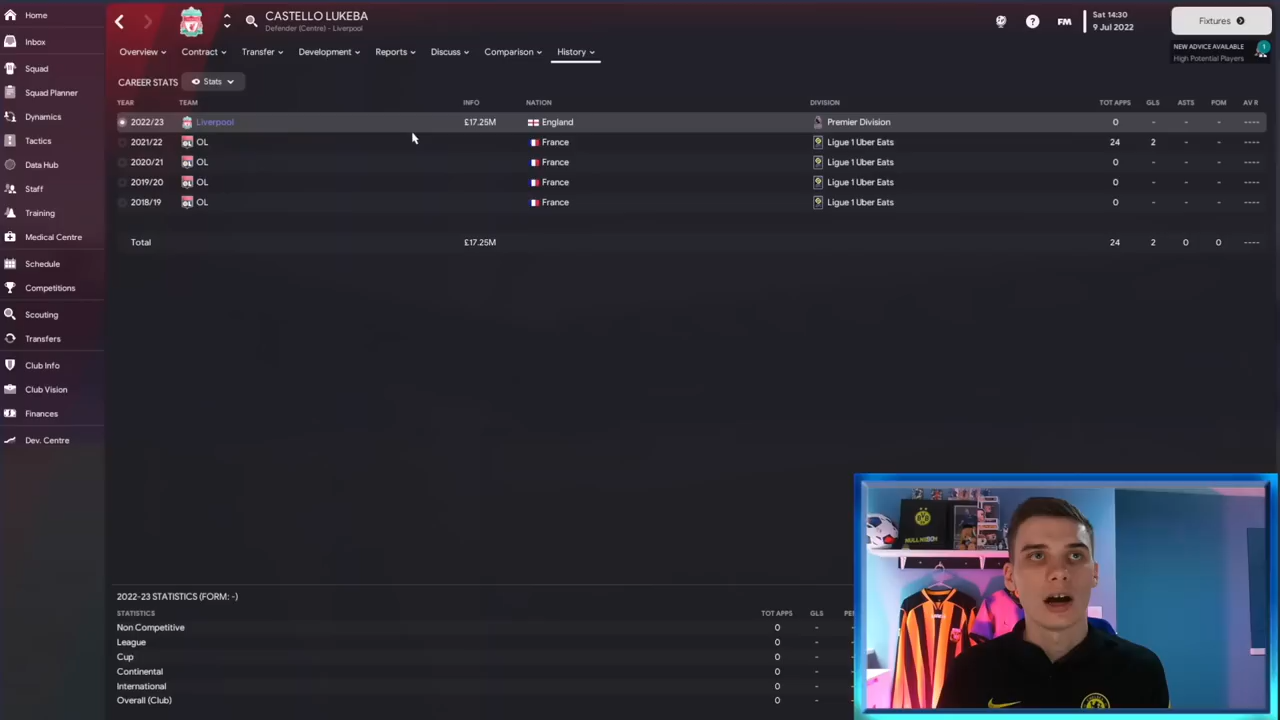 Home
Inbox
Squad
Squad Planner
Dynamics
Tactics
Data Hub
Staff
Training
Medical Centre
Schedule
Competitions
Scouting
Transfers
Club Info
Club Vision
Finances
Dev. Centre
CASTELLO LUKEBA
Defender (Centre) - Liverpool
? FM
Sat 14:30
9 Jul 2022
Fixtures
NEW ADVICE AVAILABLE 1
High Potential Players
Overview Contract Transfer Development Reports Discuss Comparison History
CAREER STATS Stats
YEAR TEAM INFO NATION DIVISION TOT APPS GLS ASTS POM AV R
2022/23 Liverpool £17.25M England Premier Division 0 - - - ----
2021/22 OL France Ligue 1 Uber Eats 24 2 - - ----
2020/21 OL France Ligue 1 Uber Eats 0 - - - ----
2019/20 OL France Ligue 1 Uber Eats 0 - - - ----
2018/19 OL France Ligue 1 Uber Eats 0 - - - ----
Total £17.25M 24 2 0 0 ----
2022-23 STATISTICS (FORM: -)
STATISTICS TOT APPS GLS
Non Competitive 0 -
League 0 -
Cup 0 -
Continental 0 -
International 0 -
Overall (Club) 0 -